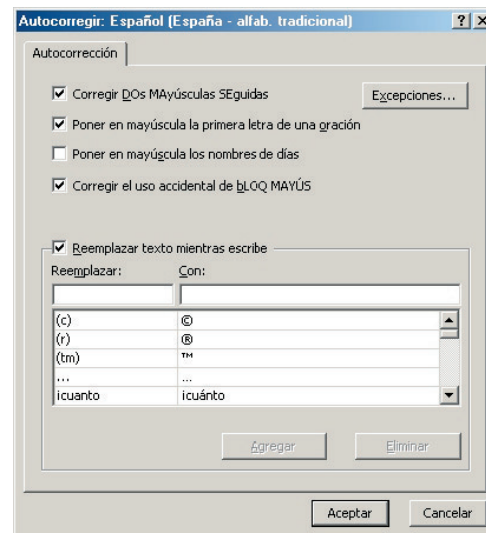 Autocorregir: Español (España - alfab. tradicional)
Autocorrección
Corregir DOs MAyúsculas SEguidas
Excepciones...
Poner en mayúscula la primera letra de una oración
Poner en mayúscula los nombres de días
Corregir el uso accidental de bLOQ MAYÚS
Reemplazar texto mientras escribe
Reemplazar: Con:
(c) ©
(r) ®
(tm) ™
... ...
icuanto icuánto
Agregar Eliminar
Aceptar Cancelar